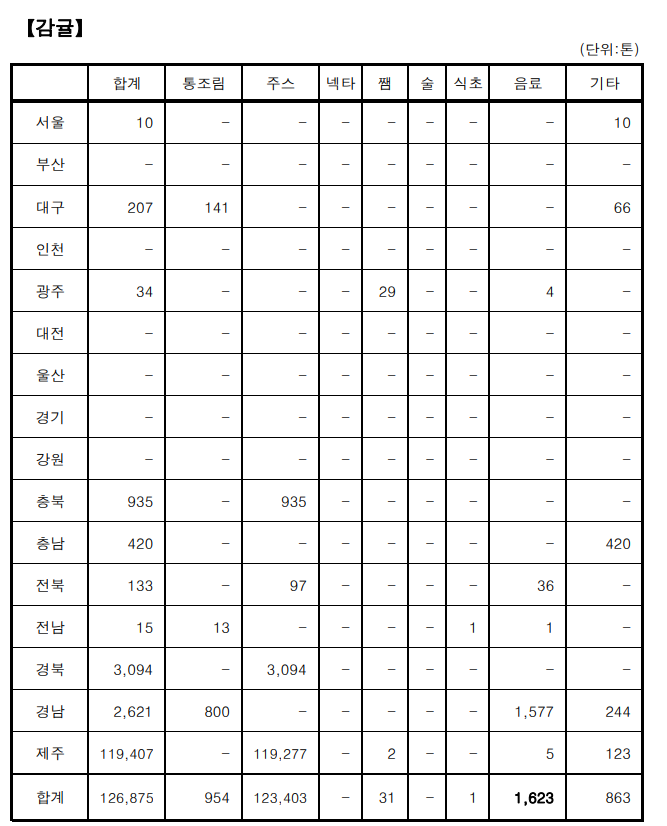 【감귤】
(단위:톤)
합계 통조림 주스 넥타 쨈 술 식초 음료 기타
서울 10 - - - - - - - 10
부산 - - - - - - - - -
대구 207 141 - - - - - - 66
인천 - - - - - - - - -
광주 34 - - - 29 - - 4 -
대전 - - - - - - - - -
울산 - - - - - - - - -
경기 - - - - - - - - -
강원 - - - - - - - - -
충북 935 - 935 - - - - - -
충남 420 - - - - - - - 420
전북 133 - 97 - - - - 36 -
전남 15 13 - - - - 1 1 -
경북 3,094 - 3,094 - - - - - -
경남 2,621 800 - - - - - 1,577 244
제주 119,407 - 119,277 - 2 - - 5 123
합계 126,875 954 123,403 - 31 - 1 1,623 863